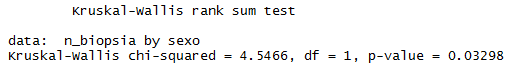 Kruskal-Wallis rank sum test
data:  n_biopsia by sexo
Kruskal-Wallis chi-squared = 4.5466, df = 1, p-value = 0.03298